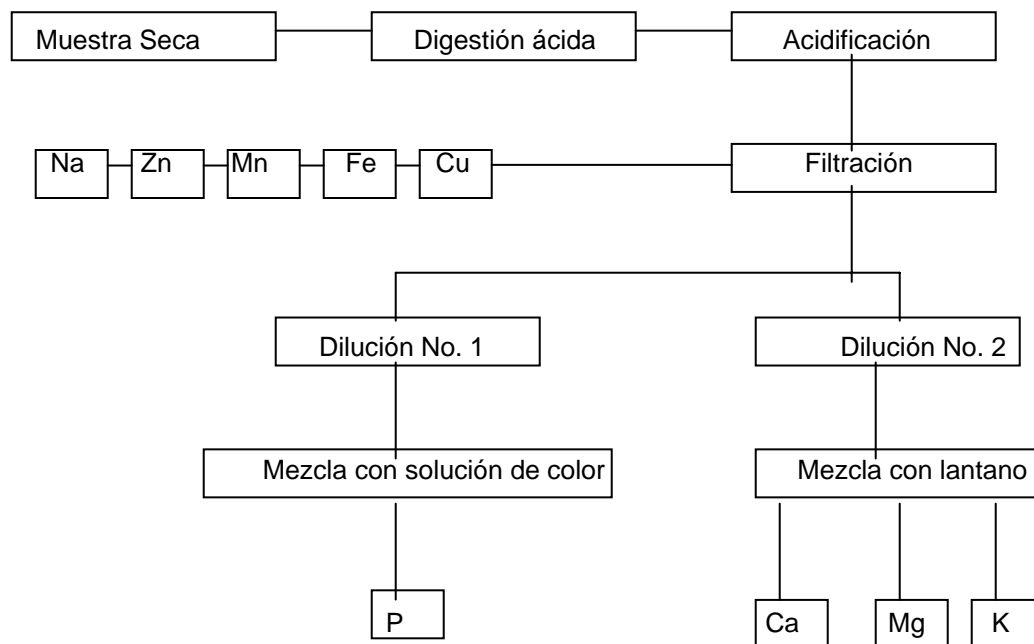 Muestra Seca
Digestión ácida
Acidificación
Na
Zn
Mn
Fe
Cu
Filtración
Dilución No. 1
Dilución No. 2
Mezcla con solución de color
Mezcla con lantano
P
Ca
Mg
K